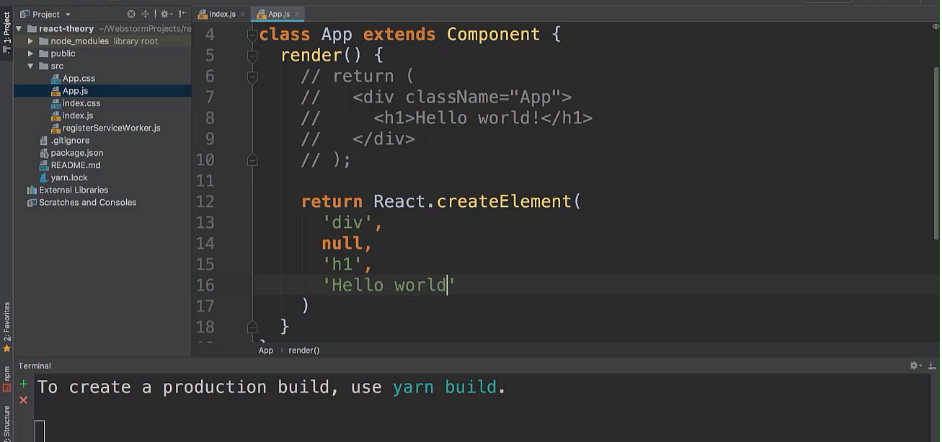 Project
index.js
App.js
1: Project
react-theory ~/WebstormProjects/re
node_modules library root
public
src
App.css
App.js
index.css
index.js
registerServiceWorker.js
.gitignore
package.json
README.md
yarn.lock
External Libraries
Scratches and Consoles
4 class App extends Component {
5 render() {
6 // return (
7 // <div className="App">
8 // <h1>Hello world!</h1>
9 // </div>
10 // );
11
12 return React.createElement(
13 'div',
14 null,
15 'h1',
16 'Hello world'
17 )
18 }
App render()
2: Favorites
npm
Structure
Terminal
To create a production build, use yarn build.